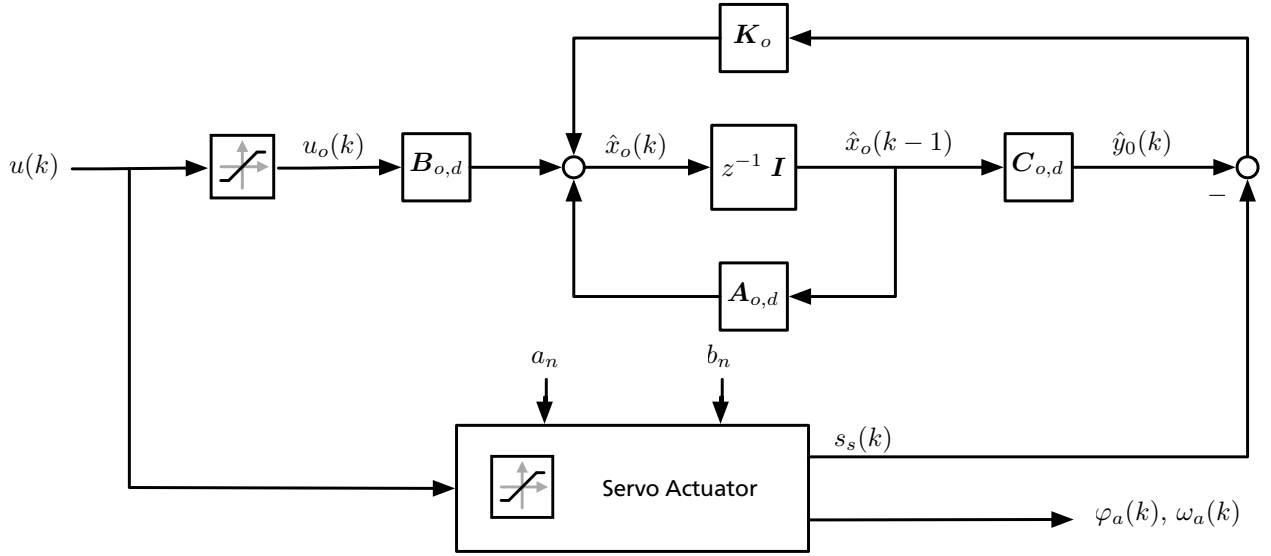 K_o
u(k)
u_o(k)
B_{o,d}
x̂_o(k)
z^{-1} I
x̂_o(k − 1)
C_{o,d}
ŷ_0(k)
−
A_{o,d}
a_n
b_n
s_s(k)
Servo Actuator
φ_a(k), ω_a(k)